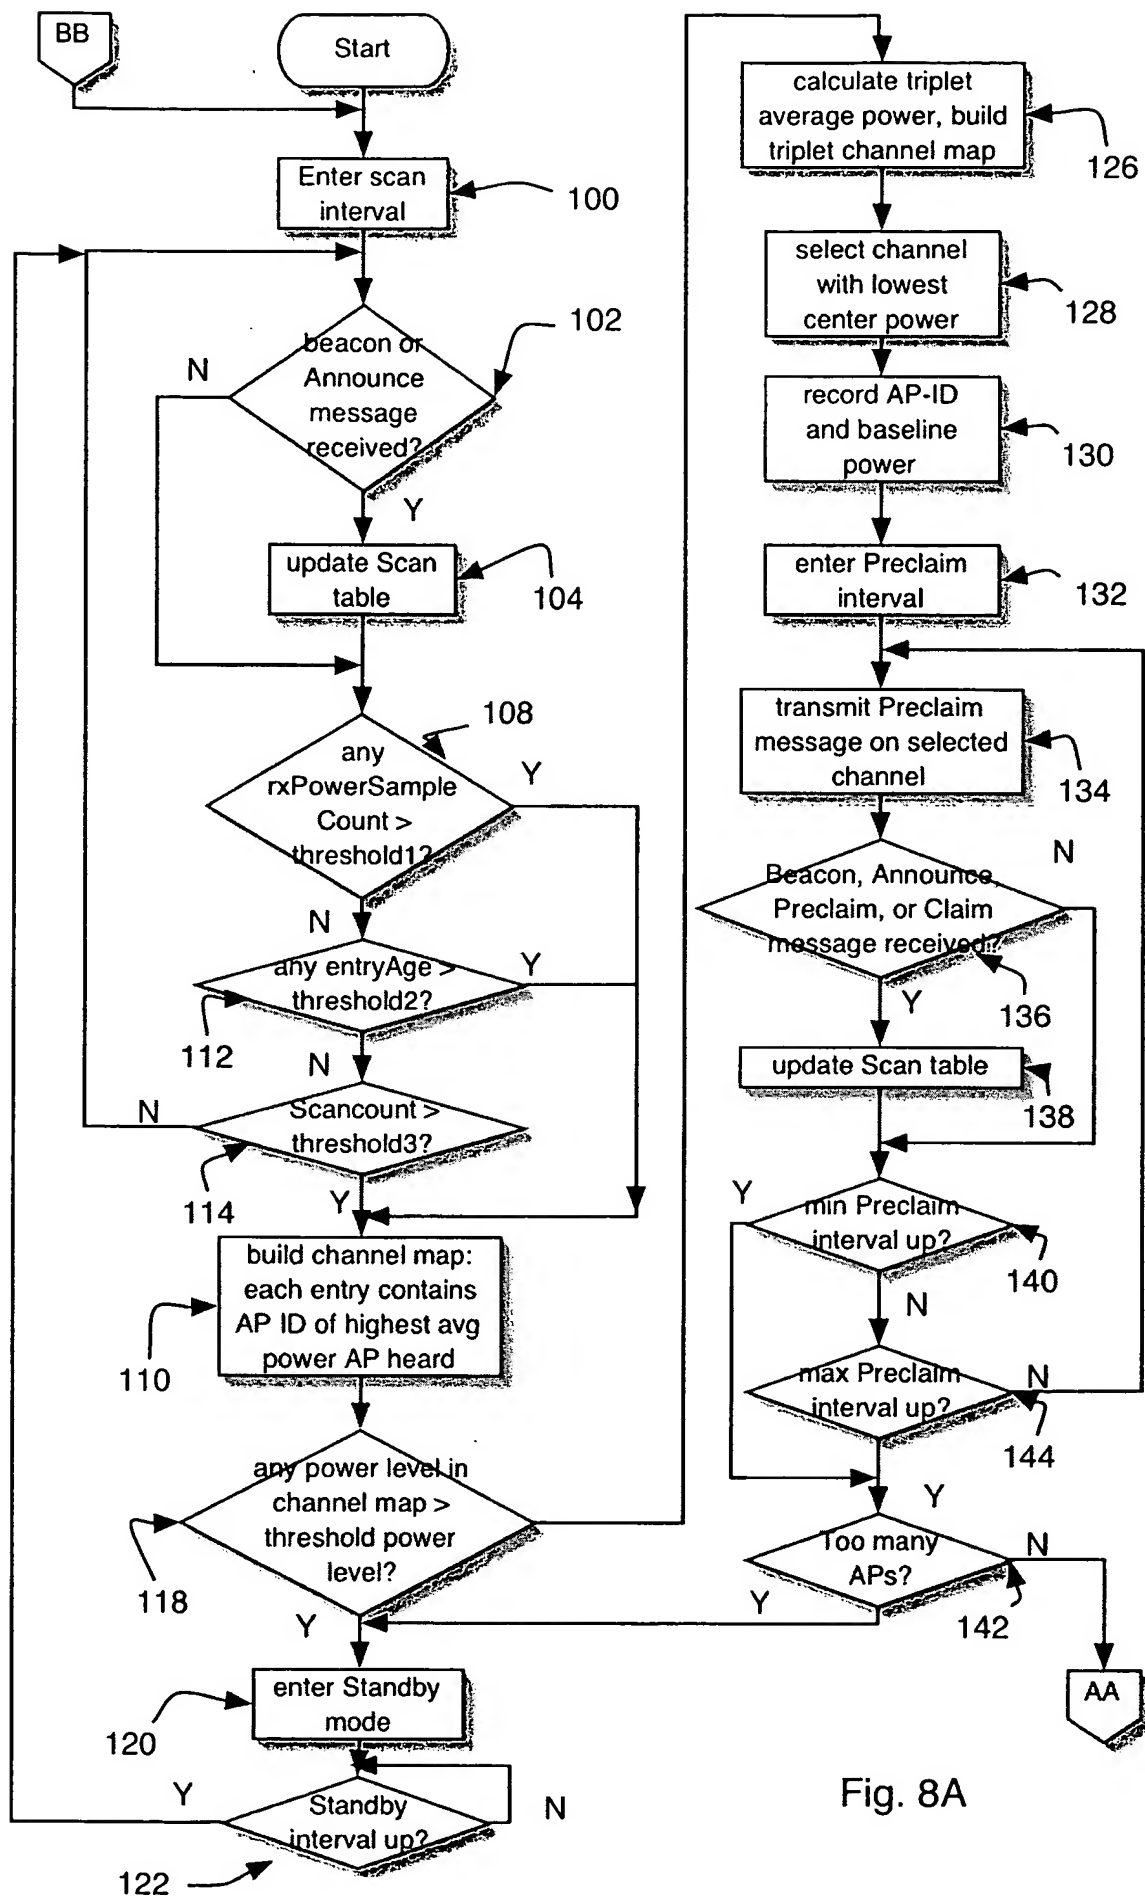 BB
Start
Enter scan
interval
100
N
beacon or
Announce
message
received?
102
Y
update Scan
table
104
any
rxPowerSample
Count >
threshold1?
108
Y
N
any entryAge >
threshold2?
Y
112
N
N
Scancount >
threshold3?
114
Y
build channel map:
each entry contains
AP ID of highest avg
power AP heard
110
any power level in
channel map >
threshold power
level?
118
Y
enter Standby
mode
120
Y
Standby
interval up?
N
122
calculate triplet
average power, build
triplet channel map
126
select channel
with lowest
center power
128
record AP-ID
and baseline
power
130
enter Preclaim
interval
132
transmit Preclaim
message on selected
channel
134
N
Beacon, Announce,
Preclaim, or Claim
message received?
136
Y
update Scan table
138
Y
min Preclaim
interval up?
140
N
max Preclaim
interval up?
N
144
Y
Too many
APs?
N
Y
142
AA
Fig. 8A